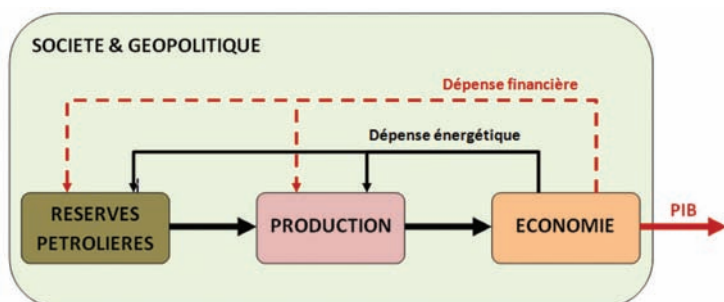 SOCIETE & GEOPOLITIQUE
Dépense financière
Dépense énergétique
RESERVES
PETROLIERES
PRODUCTION
ECONOMIE
PIB